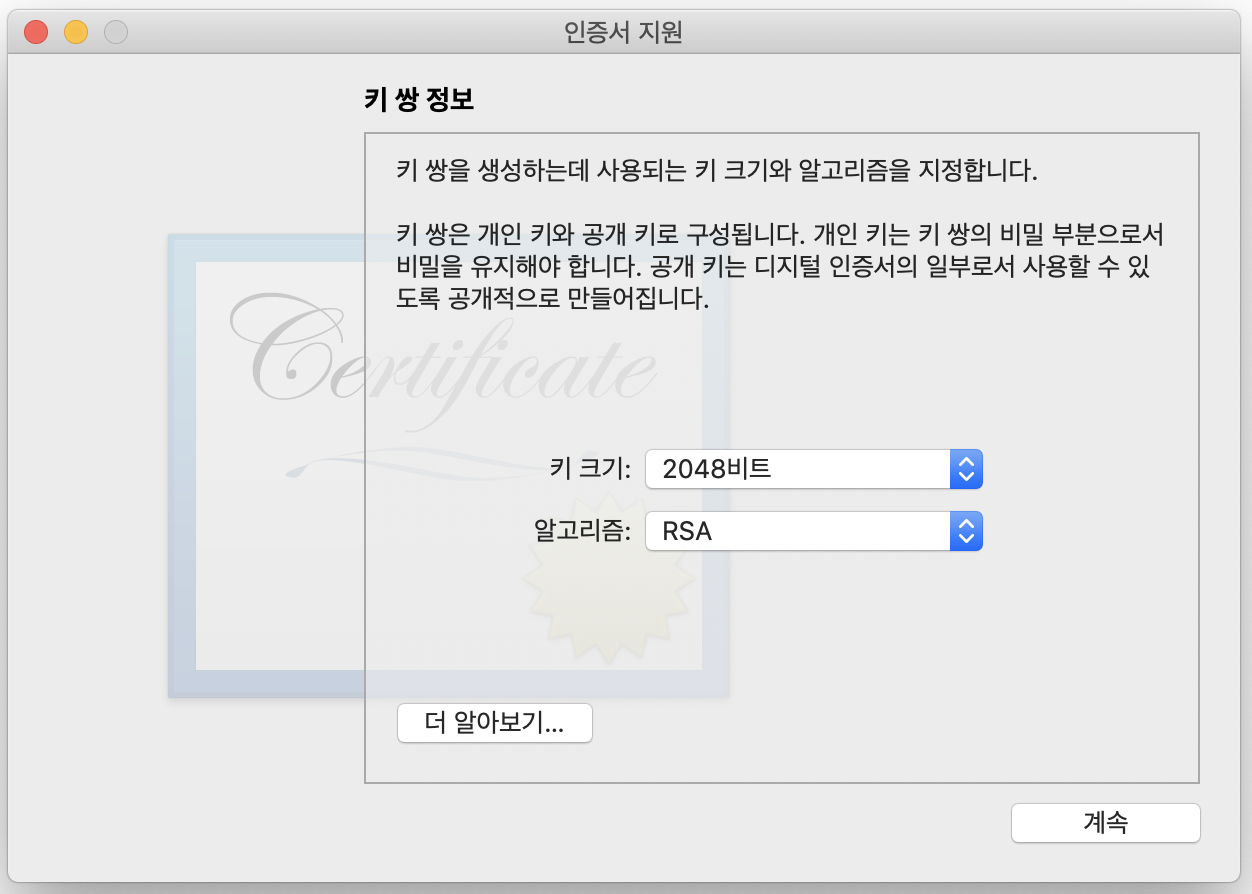 인증서 지원
키 쌍 정보
키 쌍을 생성하는데 사용되는 키 크기와 알고리즘을 지정합니다.
키 쌍은 개인 키와 공개 키로 구성됩니다. 개인 키는 키 쌍의 비밀 부분으로서
비밀을 유지해야 합니다. 공개 키는 디지털 인증서의 일부로서 사용할 수 있
도록 공개적으로 만들어집니다.
Certificate
키 크기: 2048비트
알고리즘: RSA
더 알아보기...
계속